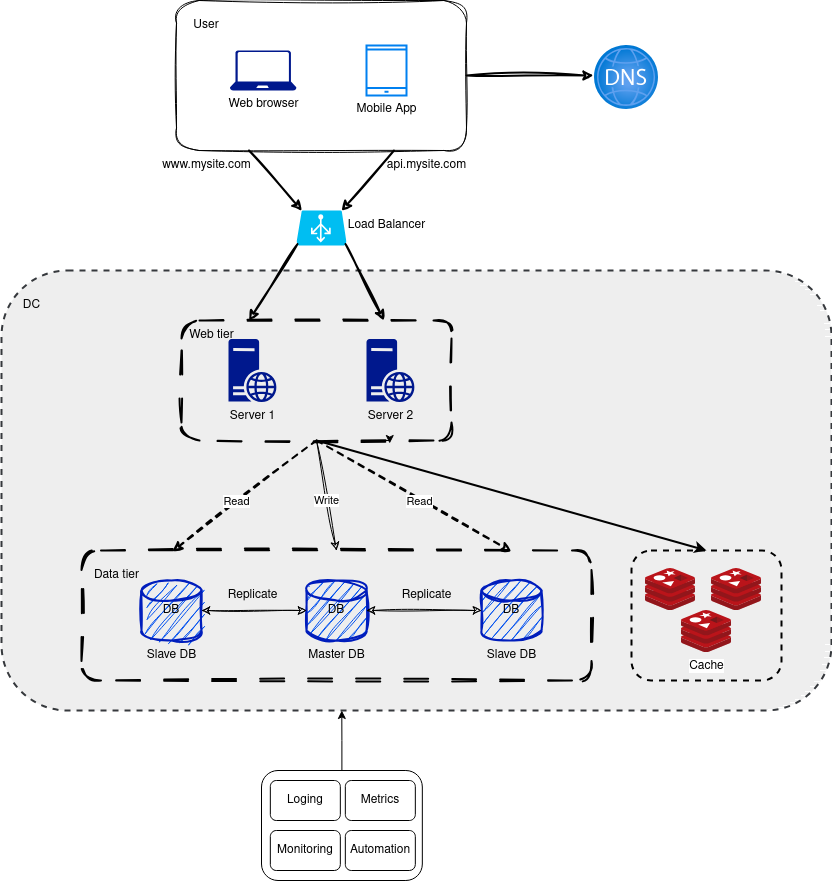 User
DNS
Web browser
Mobile App
www.mysite.com
api.mysite.com
Load Balancer
DC
Web tier
Server 1
Server 2
Read
Write
Read
Data tier
Replicate
Replicate
DB
DB
DB
Slave DB
Master DB
Slave DB
Cache
Loging
Metrics
Monitoring
Automation